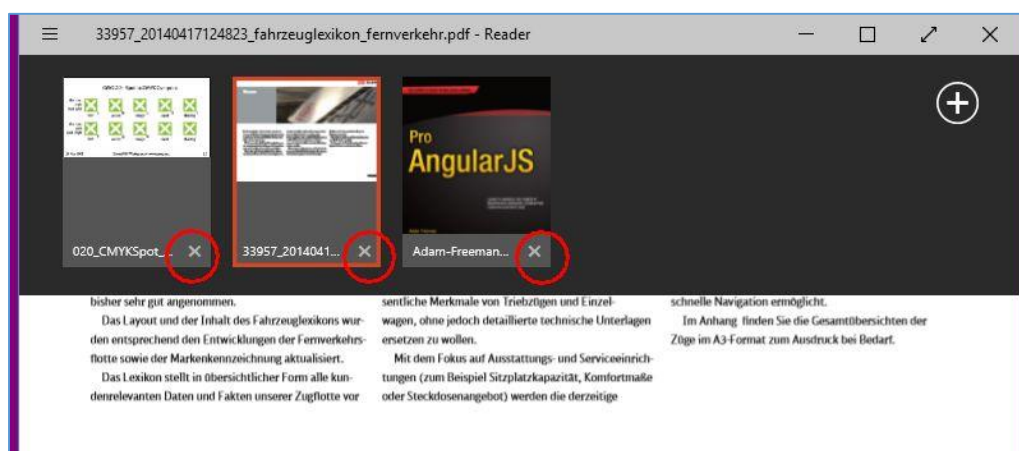 33957_20140417124823_fahrzeuglexikon_fernverkehr.pdf - Reader
Pro
AngularJS
020_CMYKSpot_...
33957_2014041...
Adam-Freeman...
bisher sehr gut angenommen.
Das Layout und der Inhalt des Fahrzeuglexikons wur-
den entsprechend den Entwicklungen der Fernverkehrs-
flotte sowie der Markenkennzeichnung aktualisiert.
Das Lexikon stellt in übersichtlicher Form alle kun-
denrelevanten Daten und Fakten unserer Zugflotte vor
sentliche Merkmale von Triebzügen und Einzel-
wagen, ohne jedoch detaillierte technische Unterlagen
ersetzen zu wollen.
Mit dem Fokus auf Ausstattungs- und Serviceeinrich-
tungen (zum Beispiel Sitzplatzkapazität, Komfortmaße
oder Steckdosenangebot) werden die derzeitige
schnelle Navigation ermöglicht.
Im Anhang finden Sie die Gesamtübersichten der
Züge im A3-Format zum Ausdruck bei Bedarf.